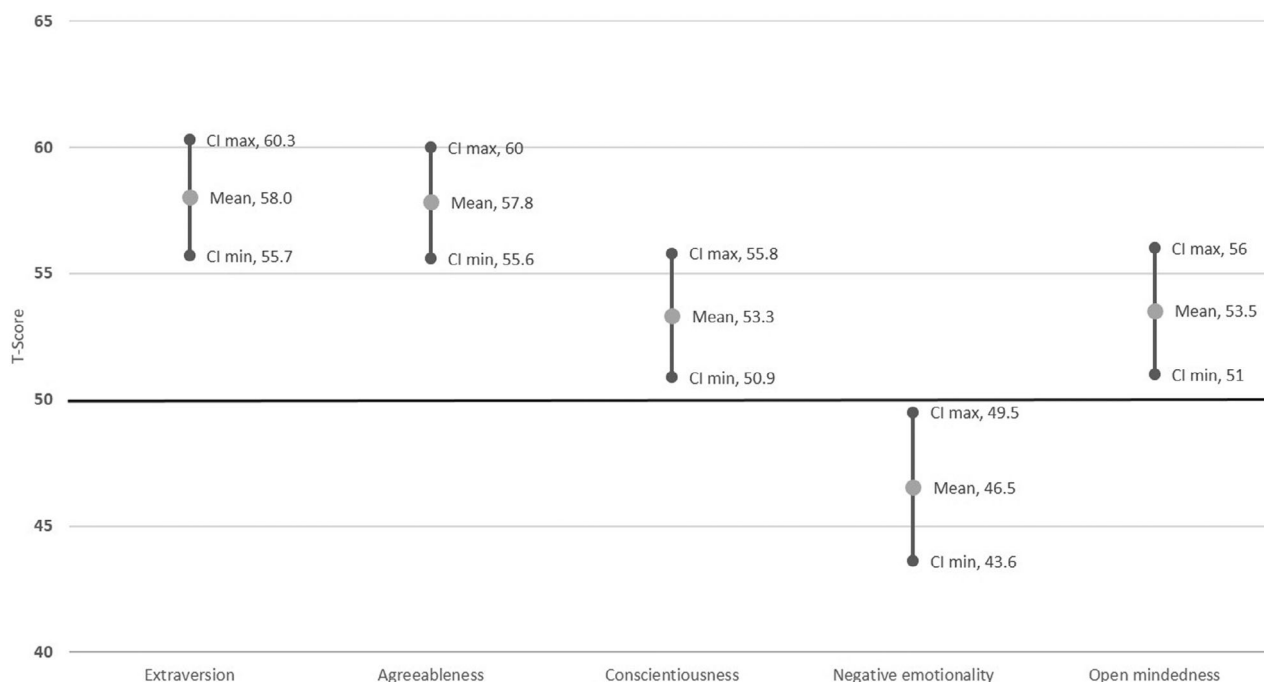 65
60
55
50
45
40
T-Score
CI max, 60.3
Mean, 58.0
CI min, 55.7
CI max, 60
Mean, 57.8
CI min, 55.6
CI max, 55.8
Mean, 53.3
CI min, 50.9
CI max, 49.5
Mean, 46.5
CI min, 43.6
CI max, 56
Mean, 53.5
CI min, 51
Extraversion
Agreeableness
Conscientiousness
Negative emotionality
Open mindedness